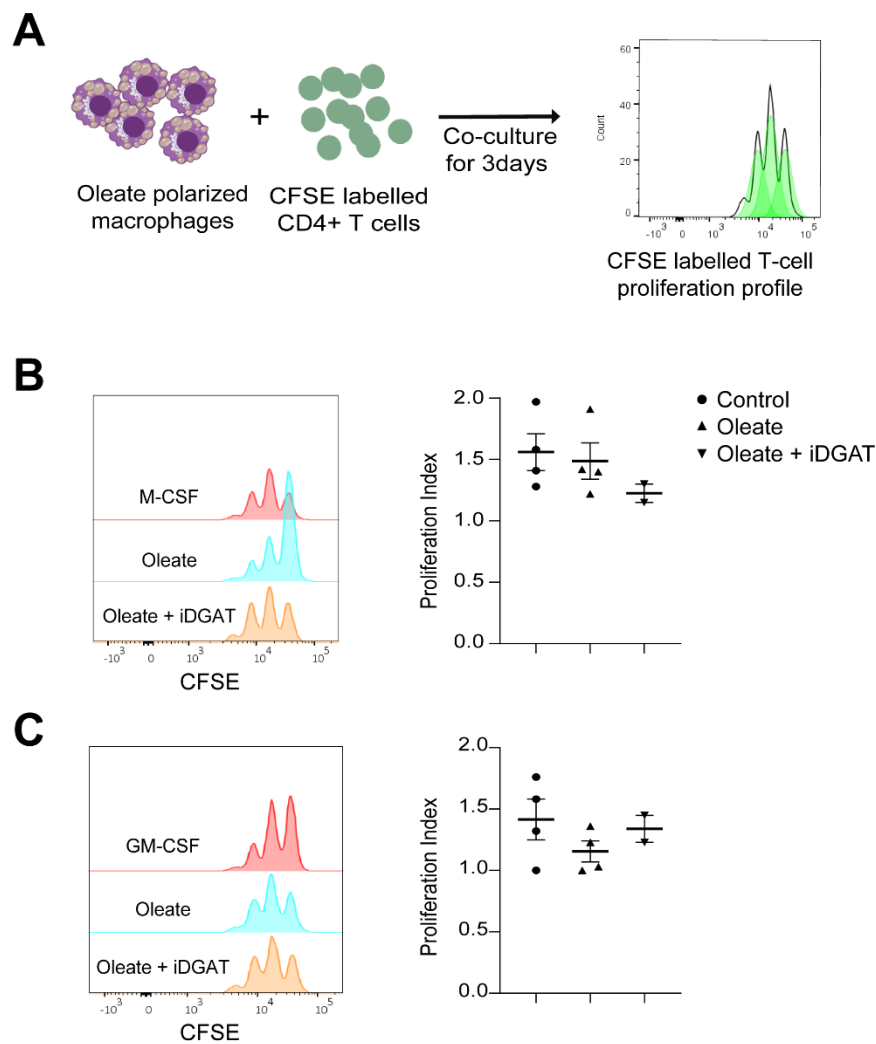 A
Oleate polarized
macrophages
+
CFSE labelled
CD4+ T cells
Co-culture
for 3days
Count
60
40
20
0
-10³ 0 10³ 10⁴ 10⁵
CFSE labelled T-cell
proliferation profile
B
M-CSF
Oleate
Oleate + iDGAT
-10³ 0 10³ 10⁴ 10⁵
CFSE
Proliferation Index
2.0
1.5
1.0
0.5
0.0
Control
Oleate
Oleate + iDGAT
C
GM-CSF
Oleate
Oleate + iDGAT
-10³ 0 10³ 10⁴ 10⁵
CFSE
Proliferation Index
2.0
1.5
1.0
0.5
0.0